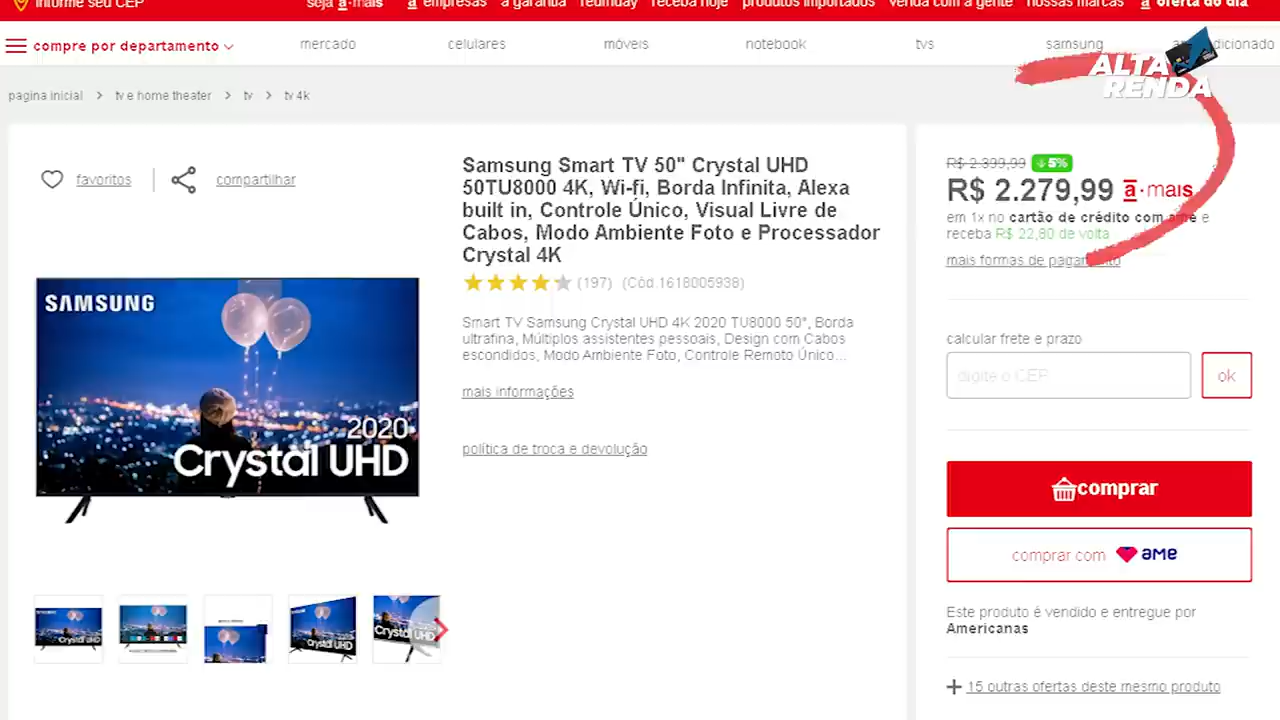 informe seu CEP
seja a·mais
a empresas
a garantia
redinday
receba hoje
produtos importados
venda com a gente
nossas marcas
a oferta do dia
compre por departamento
mercado
celulares
móveis
notebook
tvs
samsung
ALTA
RENDA
pagina inicial > tv e home theater > tv > tv 4k
favoritos
compartilhar
Samsung Smart TV 50" Crystal UHD
50TU8000 4K, Wi-fi, Borda Infinita, Alexa
built in, Controle Único, Visual Livre de
Cabos, Modo Ambiente Foto e Processador
Crystal 4K
(197) (Cód.1618005938)
Smart TV Samsung Crystal UHD 4K 2020 TU8000 50", Borda
ultrafina, Múltiplos assistentes pessoais, Design com Cabos
escondidos, Modo Ambiente Foto, Controle Remoto Único...
mais informações
política de troca e devolução
SAMSUNG
2020
Crystal UHD
Crystal UHD
R$ 2.399,99 5%
R$ 2.279,99 a·mais
em 1x no cartão de crédito com ame e
receba R$ 22,80 de volta
mais formas de pagamento
calcular frete e prazo
digite o CEP
ok
comprar
comprar com ame
Este produto é vendido e entregue por
Americanas
+ 15 outras ofertas deste mesmo produto